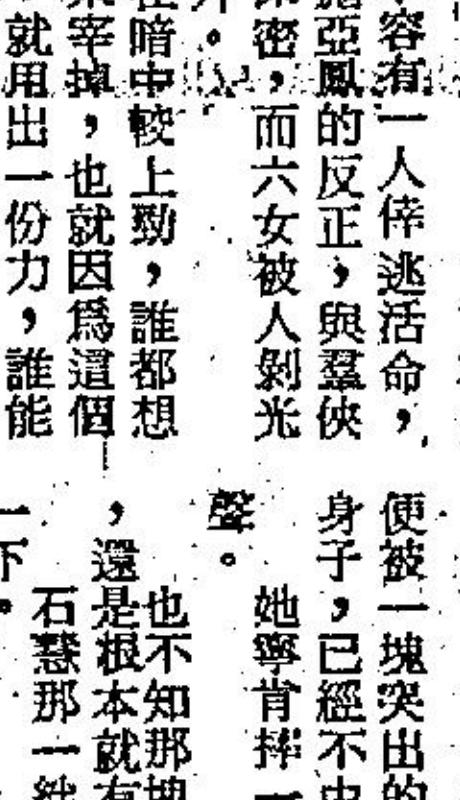 容有一人倖逃活命，
亞鳳的反正，與羣俠
密，而六女被人剝光
。
暗中較上勁，誰都想
宰掉，也就因爲這個
就用出一份力，誰能
便被一塊突出的
身子，已經不由
她寧肯摔一
聲。
也不知那塊
，還是根本就有
石慧那一
一下。